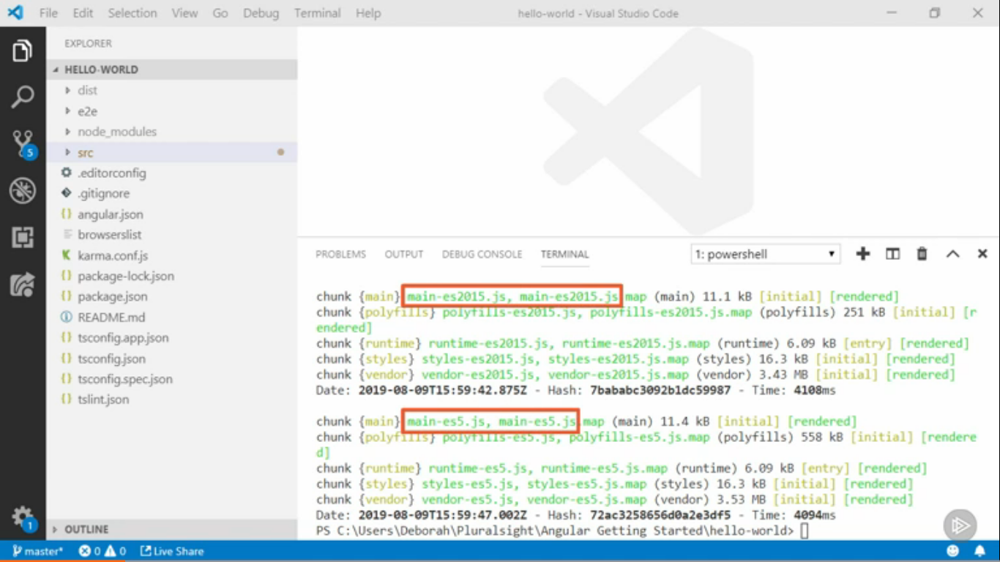 File Edit Selection View Go Debug Terminal Help hello-world - Visual Studio Code
EXPLORER
HELLO-WORLD
dist
e2e
node_modules
5
src
.editorconfig
.gitignore
angular.json
browserslist
karma.conf.js
package-lock.json
package.json
README.md
tsconfig.app.json
tsconfig.json
tsconfig.spec.json
tslint.json
PROBLEMS OUTPUT DEBUG CONSOLE TERMINAL 1: powershell
chunk {main} main-es2015.js, main-es2015.js.map (main) 11.1 kB [initial] [rendered]
chunk {polyfills} polyfills-es2015.js, polyfills-es2015.js.map (polyfills) 251 kB [initial] [r
endered]
chunk {runtime} runtime-es2015.js, runtime-es2015.js.map (runtime) 6.09 kB [entry] [rendered]
chunk {styles} styles-es2015.js, styles-es2015.js.map (styles) 16.3 kB [initial] [rendered]
chunk {vendor} vendor-es2015.js, vendor-es2015.js.map (vendor) 3.43 MB [initial] [rendered]
Date: 2019-08-09T15:59:42.875Z - Hash: 7bababc3092b1dc59987 - Time: 4108ms
chunk {main} main-es5.js, main-es5.js.map (main) 11.4 kB [initial] [rendered]
chunk {polyfills} polyfills-es5.js, polyfills-es5.js.map (polyfills) 558 kB [initial] [rendere
d]
chunk {runtime} runtime-es5.js, runtime-es5.js.map (runtime) 6.09 kB [entry] [rendered]
chunk {styles} styles-es5.js, styles-es5.js.map (styles) 16.3 kB [initial] [rendered]
chunk {vendor} vendor-es5.js, vendor-es5.js.map (vendor) 3.53 MB [initial] [rendered]
Date: 2019-08-09T15:59:47.002Z - Hash: 72ac3258656d0a2e3df5 - Time: 4094ms
PS C:\Users\Deborah\Pluralsight\Angular Getting Started\hello-world>
1
OUTLINE
master* 0 0 Live Share